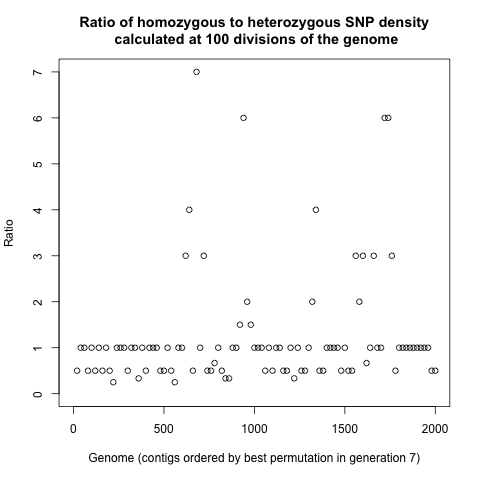 Ratio of homozygous to heterozygous SNP density
calculated at 100 divisions of the genome
7
6
5
4
3
2
1
0
Ratio
0 500 1000 1500 2000
Genome (contigs ordered by best permutation in generation 7)